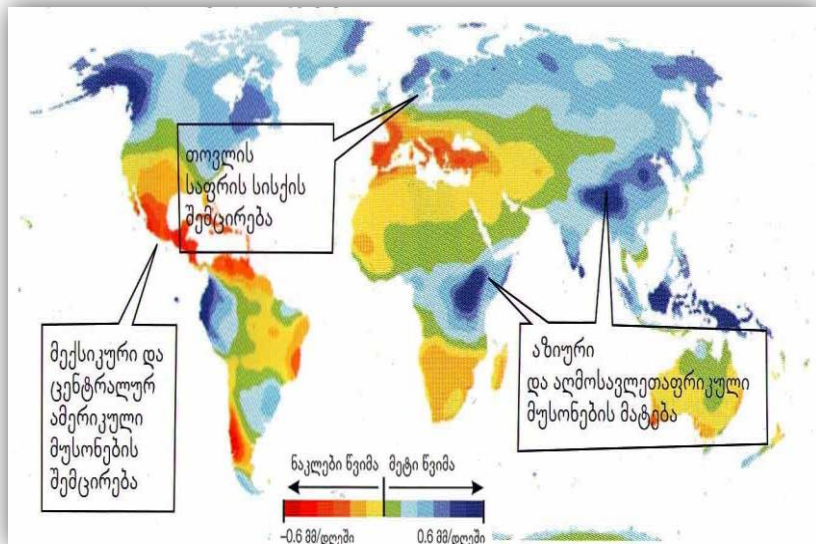 თოვლის
საფრის სისქის
შემცირება
მექსიკური და
ცენტრალურ
ამერიკული
მუსონების
შემცირება
აზიური
და აღმოსავლეთაფრიკული
მუსონების მატება
ნაკლები წვიმა მეტი წვიმა
–0.6 მმ/დღეში 0.6 მმ/დღეში